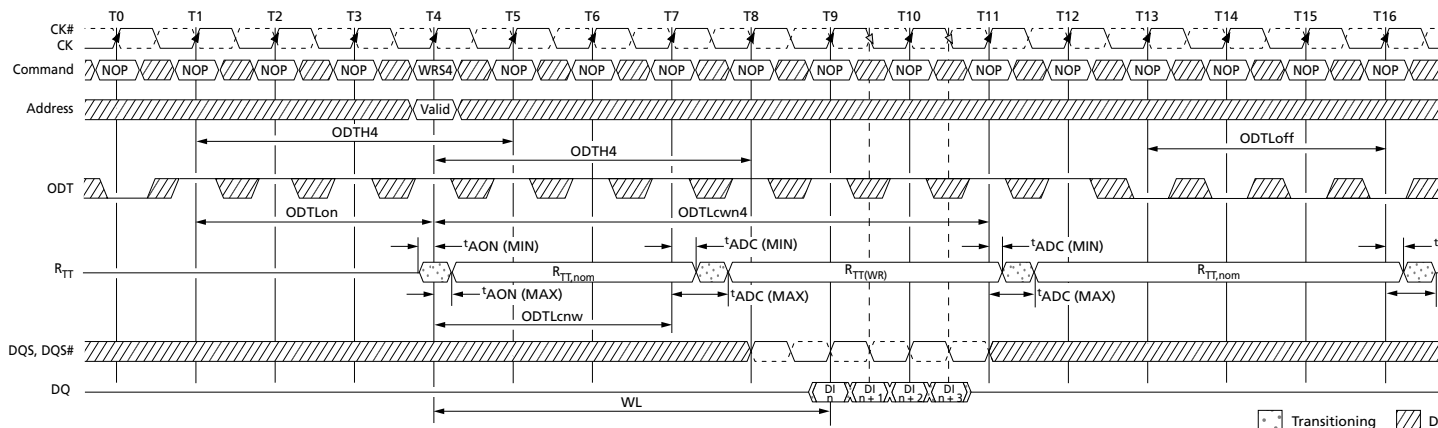 T0 T1 T2 T3 T4 T5 T6 T7 T8 T9 T10 T11 T12 T13 T14 T15 T16
CK#
CK
Command NOP NOP NOP NOP WRS4 NOP NOP NOP NOP NOP NOP NOP NOP NOP NOP NOP NOP
Address Valid
ODTH4 ODTLoff
ODTH4
ODT
ODTLon ODTLcwn4
tAON (MIN) tADC (MIN) tADC (MIN) t
RTT RTT,nom RTT(WR) RTT,nom
tAON (MAX) tADC (MAX) tADC (MAX)
ODTLcnw
DQS, DQS#
DQ DI n DI n + 1 DI n + 2 DI n + 3
WL
Transitioning D